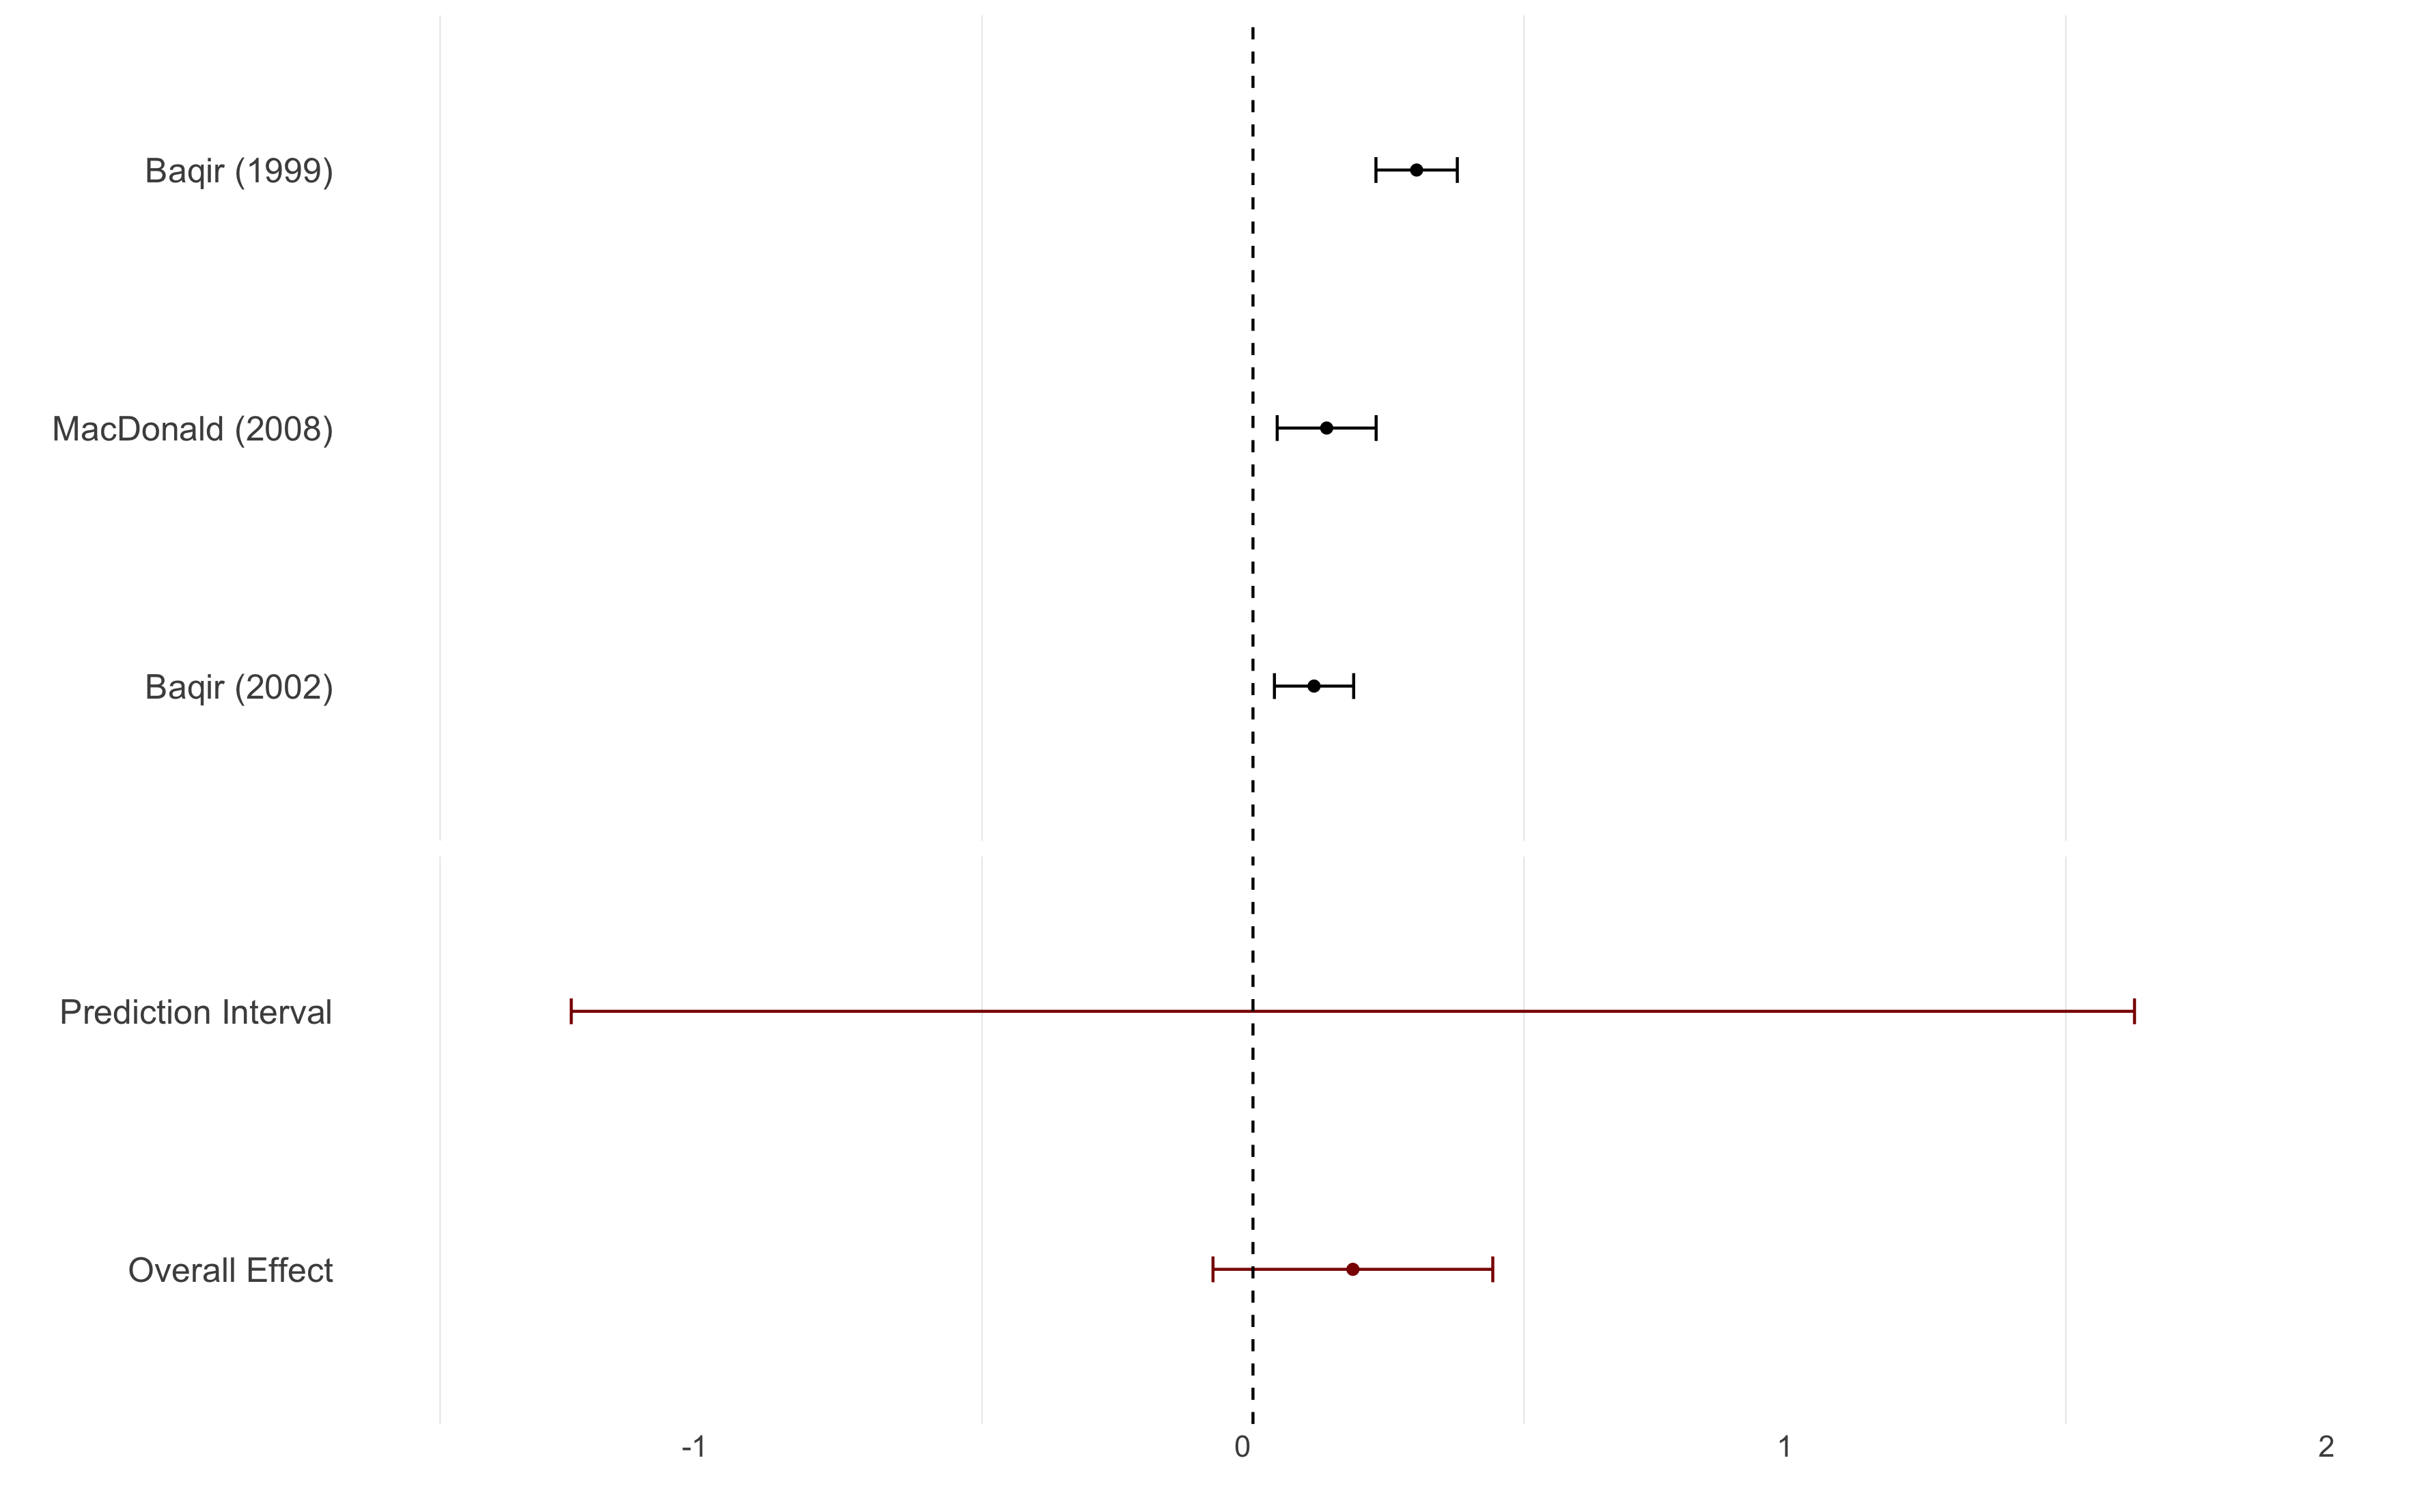 Baqir (1999)
MacDonald (2008)
Baqir (2002)
Prediction Interval
Overall Effect
-1 0 1 2